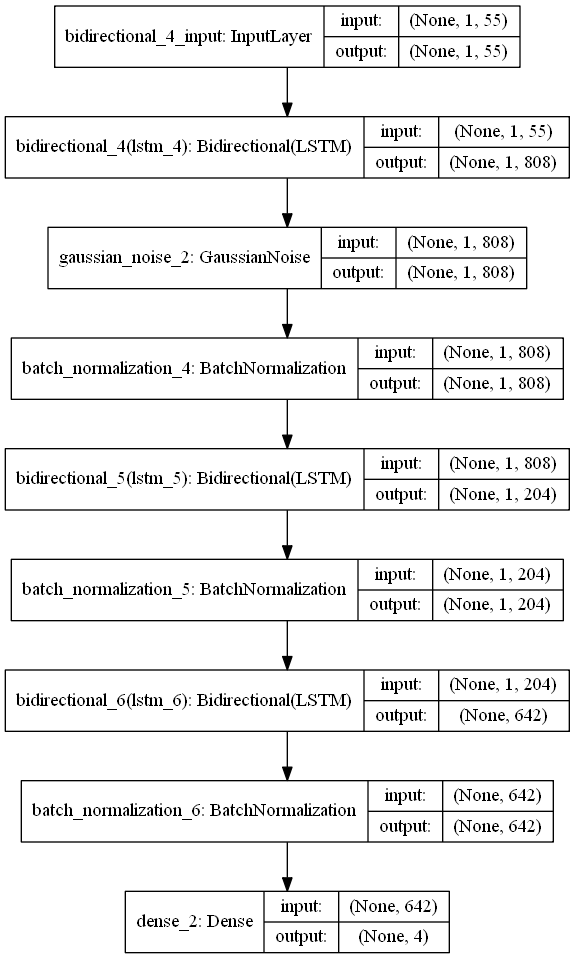 bidirectional_4_input: InputLayer
input: (None, 1, 55)
output: (None, 1, 55)
bidirectional_4(lstm_4): Bidirectional(LSTM)
input: (None, 1, 55)
output: (None, 1, 808)
gaussian_noise_2: GaussianNoise
input: (None, 1, 808)
output: (None, 1, 808)
batch_normalization_4: BatchNormalization
input: (None, 1, 808)
output: (None, 1, 808)
bidirectional_5(lstm_5): Bidirectional(LSTM)
input: (None, 1, 808)
output: (None, 1, 204)
batch_normalization_5: BatchNormalization
input: (None, 1, 204)
output: (None, 1, 204)
bidirectional_6(lstm_6): Bidirectional(LSTM)
input: (None, 1, 204)
output: (None, 642)
batch_normalization_6: BatchNormalization
input: (None, 642)
output: (None, 642)
dense_2: Dense
input: (None, 642)
output: (None, 4)